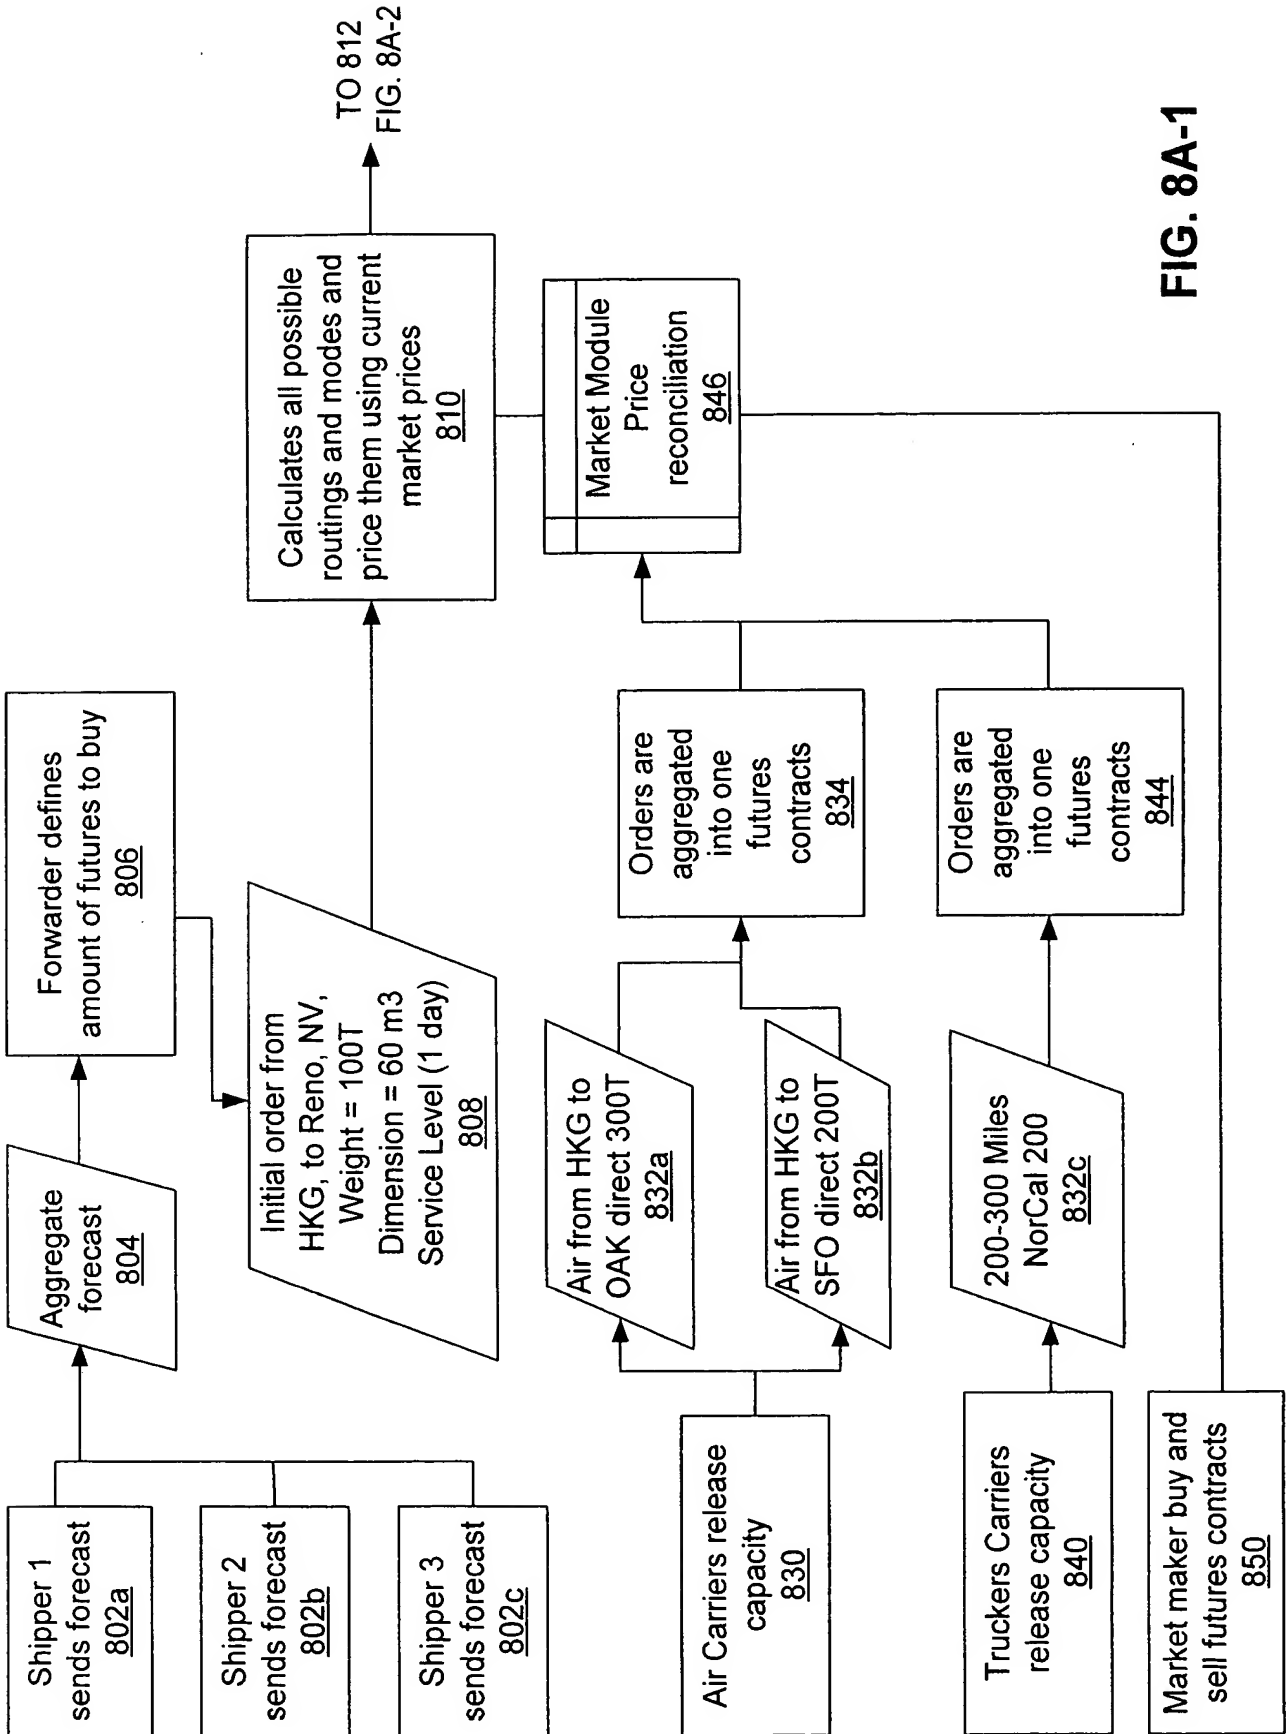 Shipper 1
sends forecast
802a
Shipper 2
sends forecast
802b
Shipper 3
sends forecast
802c
Aggregate
forecast
804
Forwarder defines
amount of futures to buy
806
Initial order from
HKG, to Reno, NV,
Weight = 100T
Dimension = 60 m3
Service Level (1 day)
808
Calculates all possible
routings and modes and
price them using current
market prices
810
TO 812
FIG. 8A-2
Air Carriers release
capacity
830
Air from HKG to
OAK direct 300T
832a
Air from HKG to
SFO direct 200T
832b
Orders are
aggregated
into one
futures
contracts
834
Market Module
Price
reconciliation
846
Truckers Carriers
release capacity
840
200-300 Miles
NorCal 200
832c
Orders are
aggregated
into one
futures
contracts
844
Market maker buy and
sell futures contracts
850
FIG. 8A-1